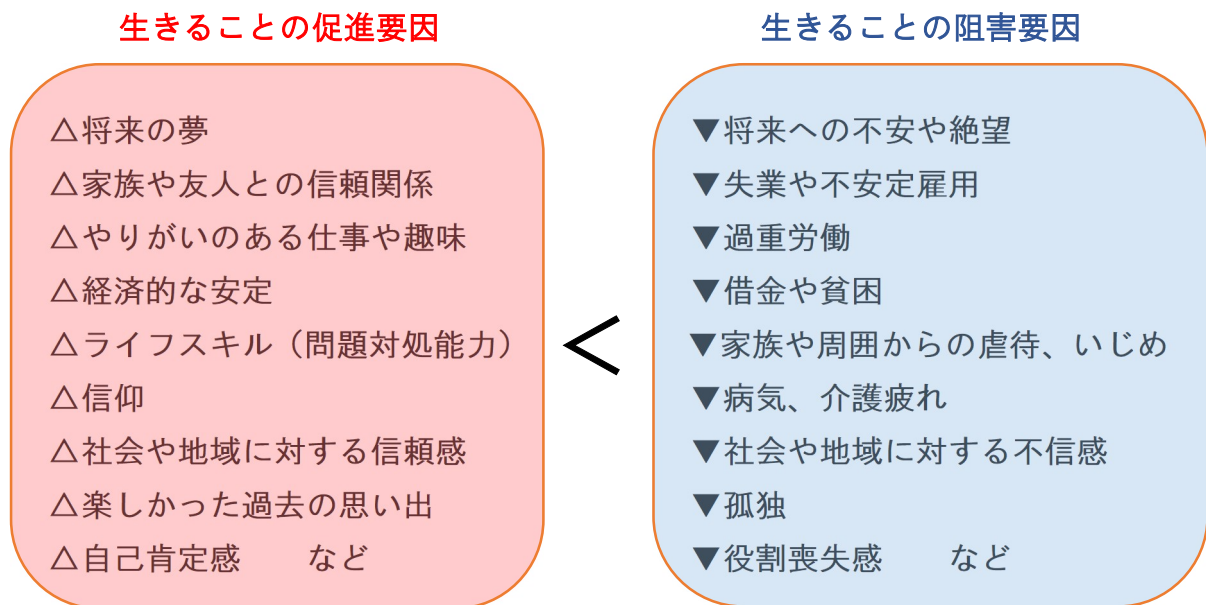 生きることの促進要因
△将来の夢
△家族や友人との信頼関係
△やりがいのある仕事や趣味
△経済的な安定
△ライフスキル（問題対処能力）
△信仰
△社会や地域に対する信頼感
△楽しかった過去の思い出
△自己肯定感　　など
＜
生きることの阻害要因
▼将来への不安や絶望
▼失業や不安定雇用
▼過重労働
▼借金や貧困
▼家族や周囲からの虐待、いじめ
▼病気、介護疲れ
▼社会や地域に対する不信感
▼孤独
▼役割喪失感　　など